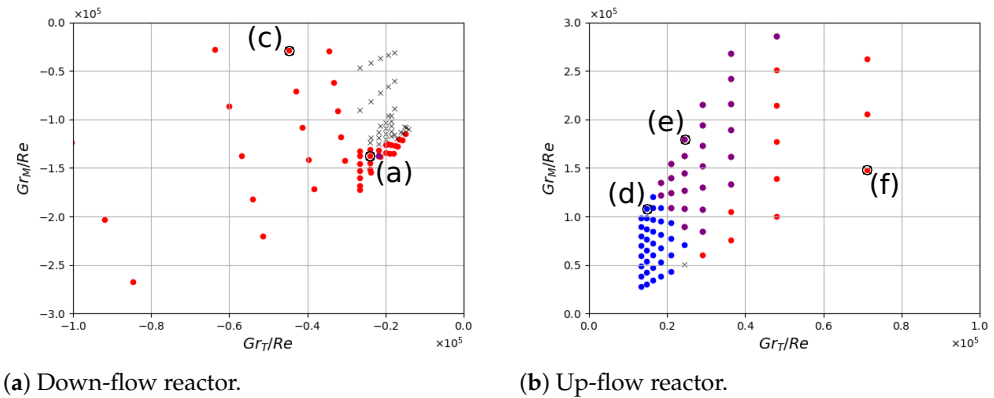 ×10⁵
0.0
−0.5
−1.0
−1.5
−2.0
−2.5
−3.0
Gr_M/Re
(c)
(a)
−1.0
−0.8
−0.6
−0.4
−0.2
0.0
Gr_T/Re
×10⁵
×10⁵
3.0
2.5
2.0
1.5
1.0
0.5
0.0
Gr_M/Re
(e)
(d)
(f)
0.0
0.2
0.4
0.6
0.8
1.0
Gr_T/Re
×10⁵
(a) Down-flow reactor.
(b) Up-flow reactor.